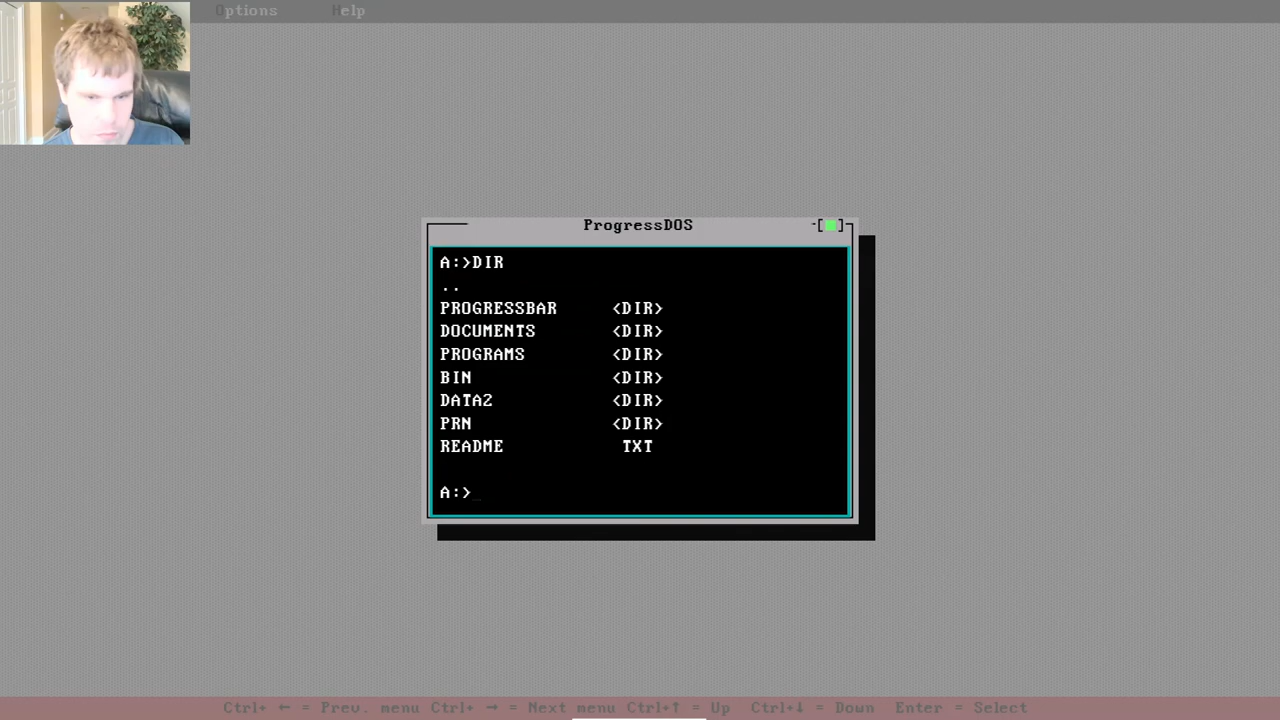 Options Help
ProgressDOS
A:>DIR
..
PROGRESSBAR <DIR>
DOCUMENTS <DIR>
PROGRAMS <DIR>
BIN <DIR>
DATA2 <DIR>
PRN <DIR>
README TXT
A:>_
Ctrl+ ← = Prev. menu Ctrl+ → = Next menu Ctrl+↑ = Up Ctrl+↓ = Down Enter = Select